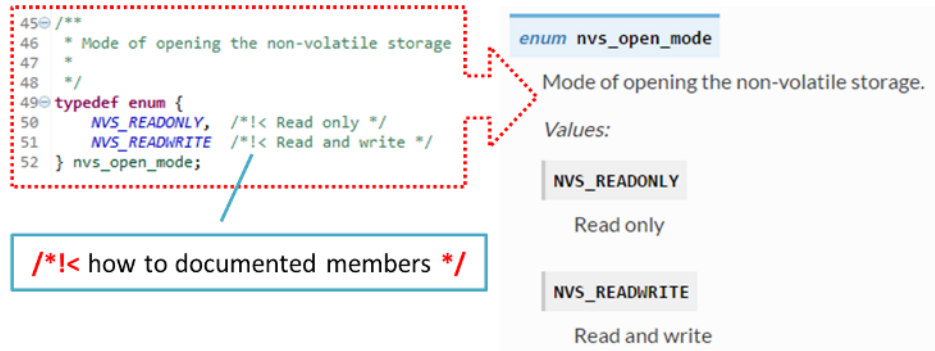 45 /**
46 * Mode of opening the non-volatile storage
47 *
48 */
49 typedef enum {
50 NVS_READONLY, /*!< Read only */
51 NVS_READWRITE /*!< Read and write */
52 } nvs_open_mode;
/*!< how to documented members */
enum nvs_open_mode
Mode of opening the non-volatile storage.
Values:
NVS_READONLY
Read only
NVS_READWRITE
Read and write